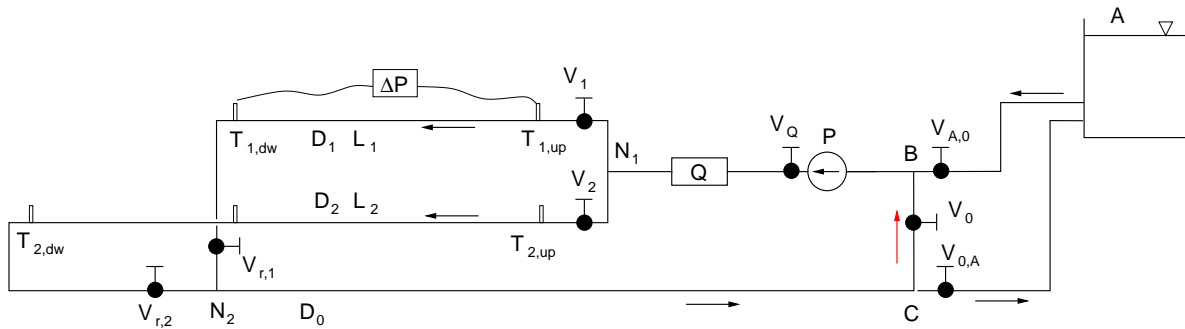 A
V1
ΔP
T1,dw
D1 L1
T1,up
N1
VQ
P
B
VA,0
V2
Q
D2 L2
T2,dw
T2,up
V0
Vr,1
V0,A
Vr,2
N2
D0
C